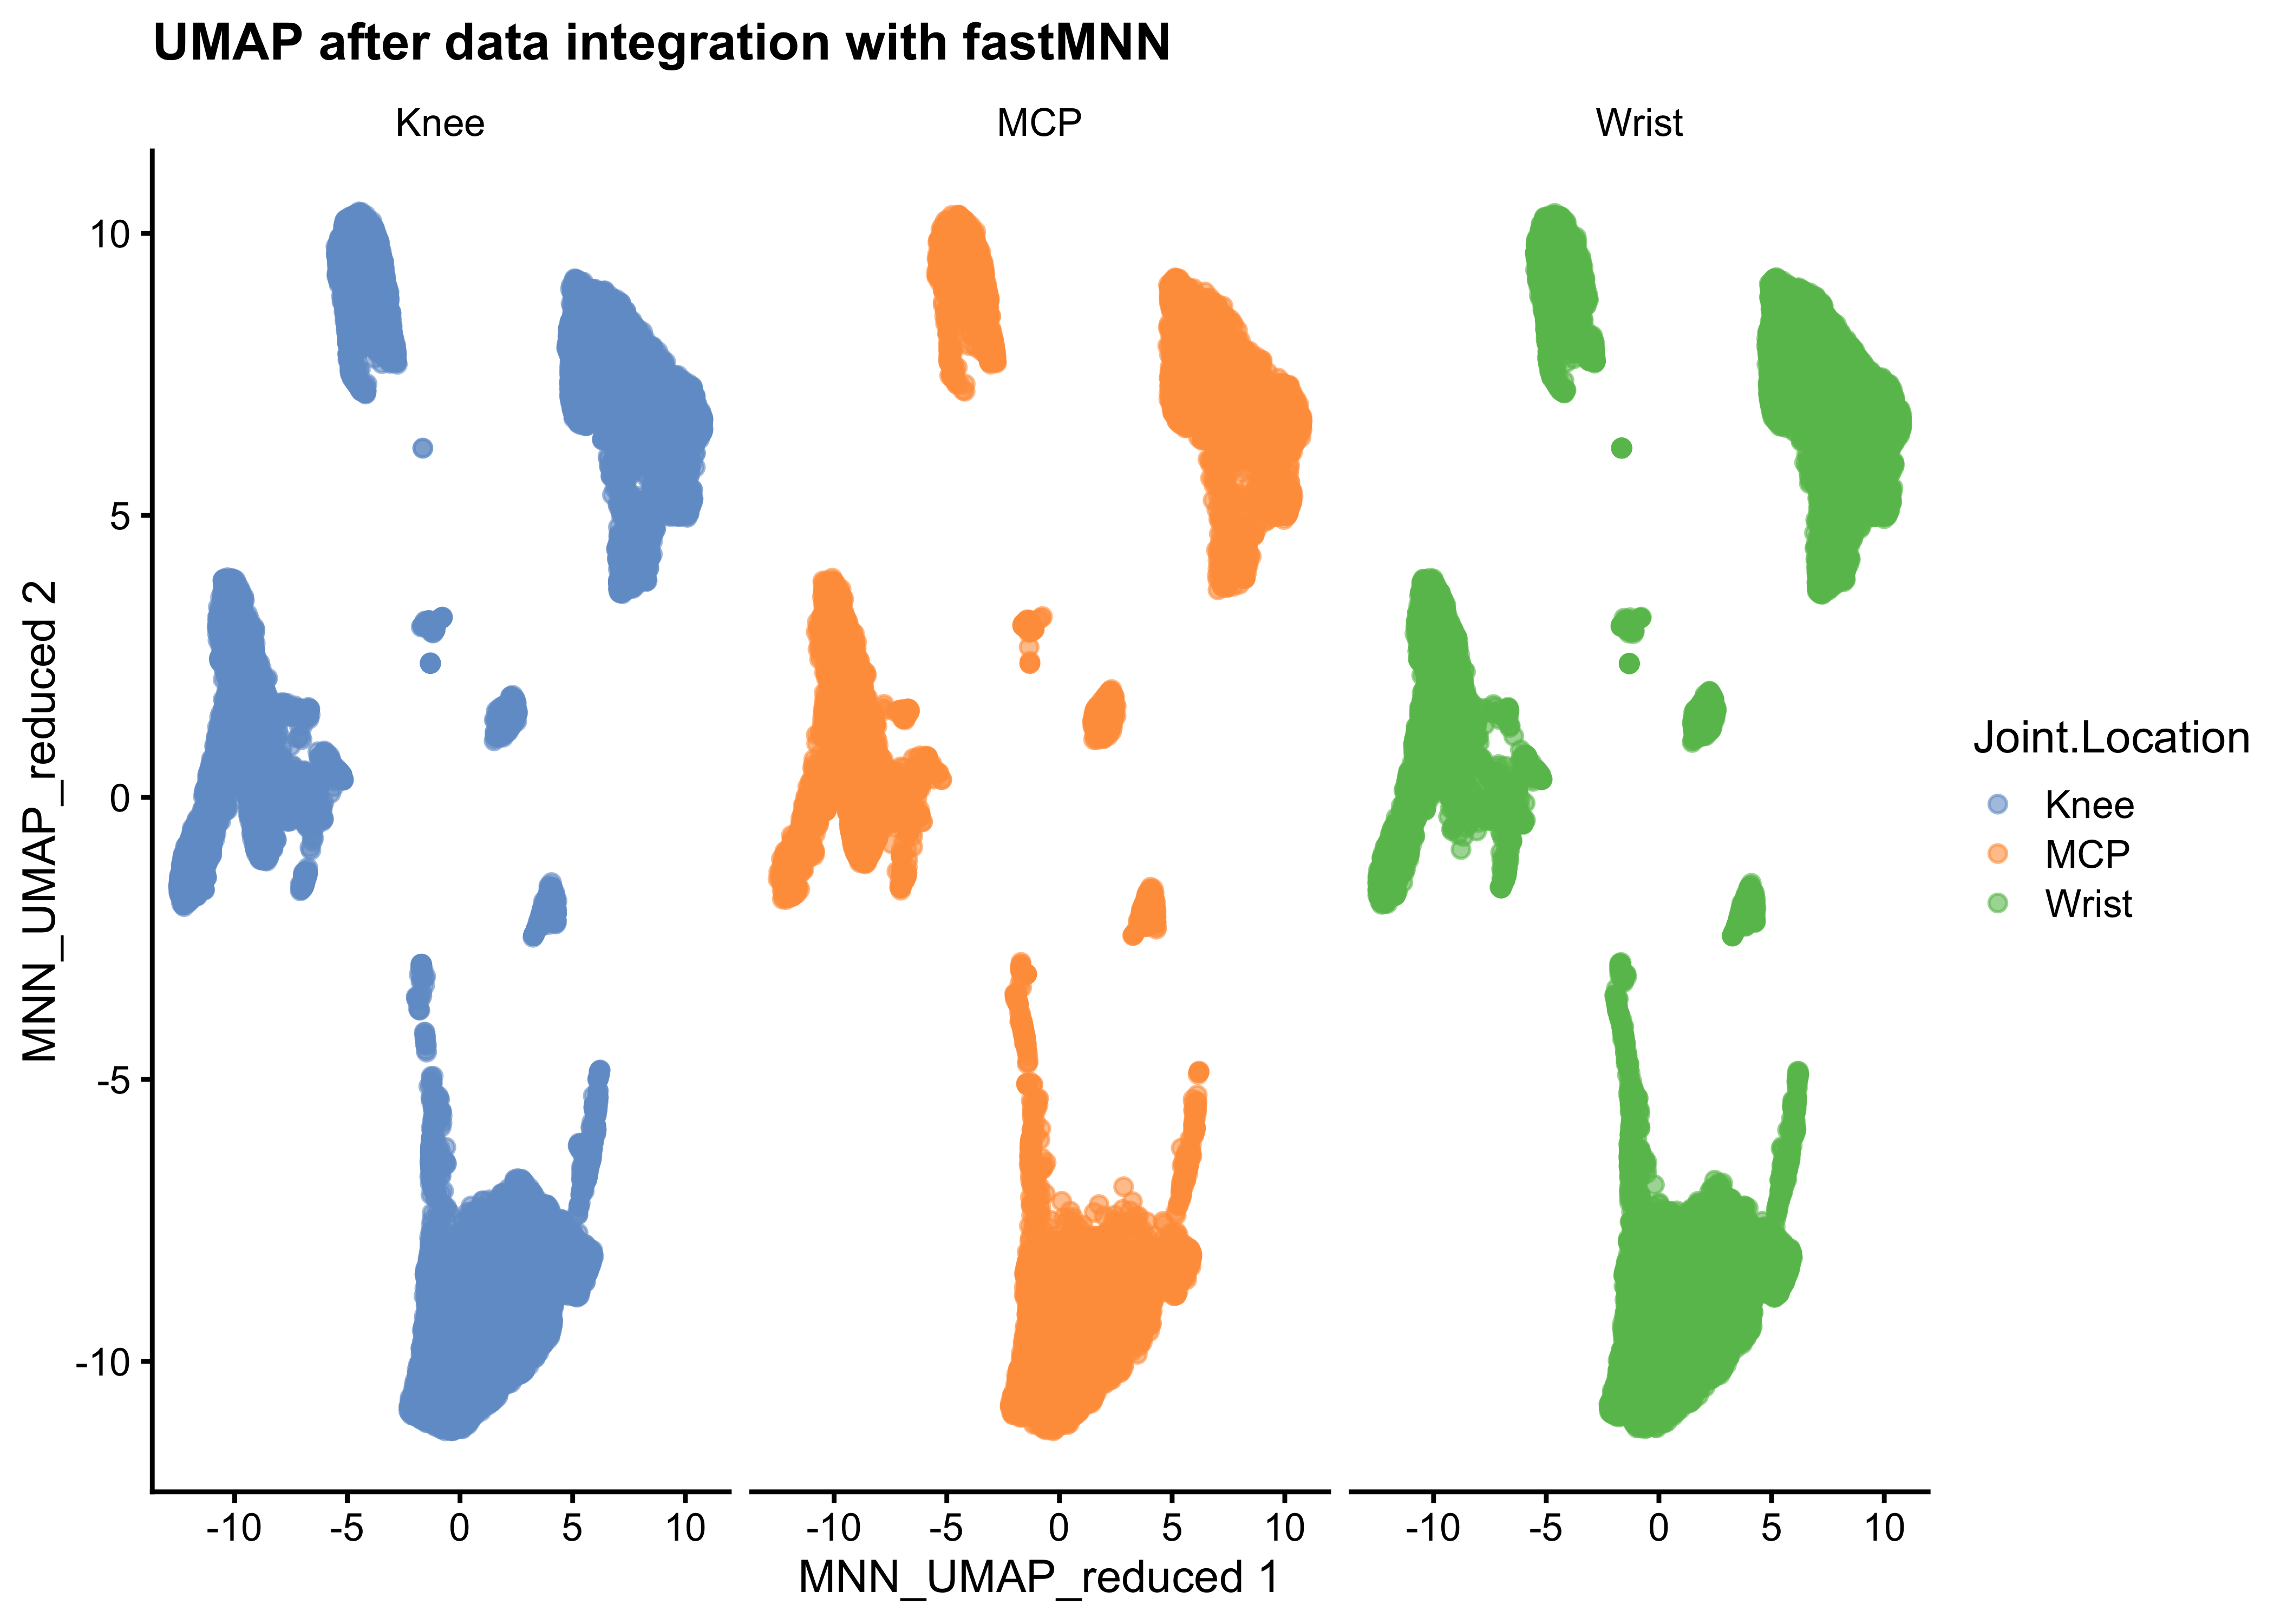 UMAP after data integration with fastMNN
Knee
MCP
Wrist
MNN_UMAP_reduced 2
10
5
0
-5
-10
-10 -5 0 5 10
-10 -5 0 5 10
-10 -5 0 5 10
MNN_UMAP_reduced 1
Joint.Location
Knee
MCP
Wrist